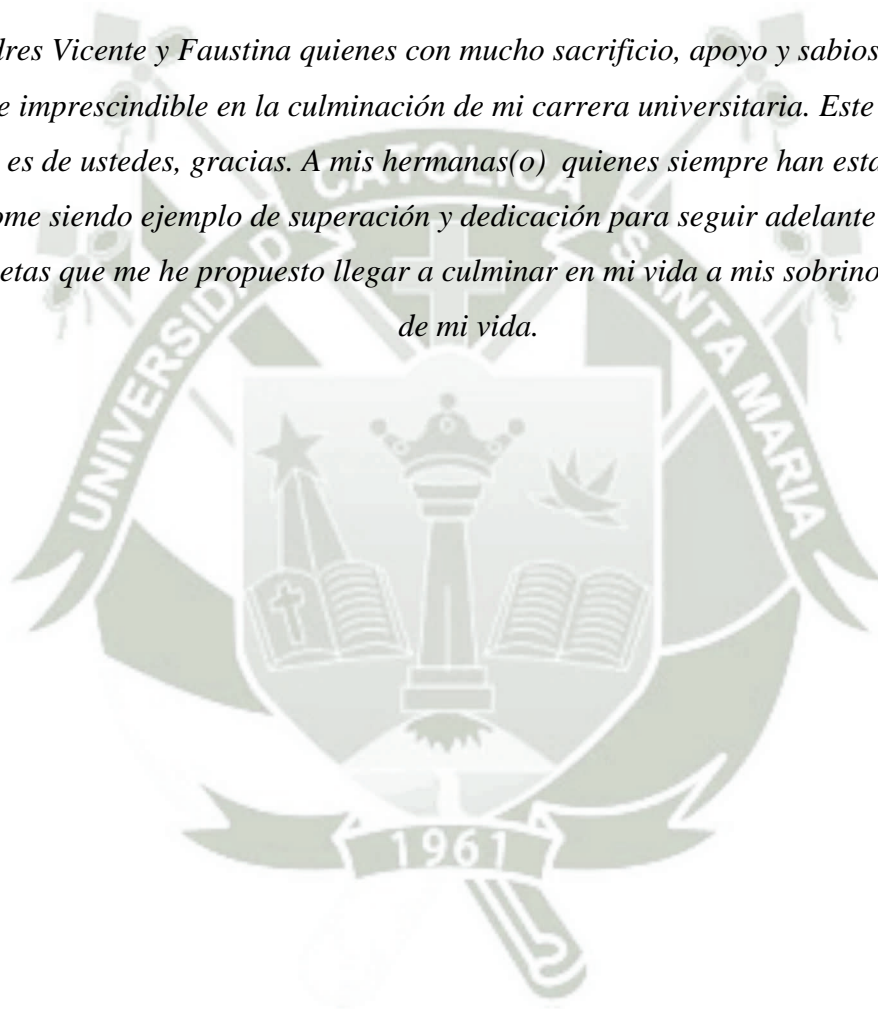 dres Vicente y Faustina quienes con mucho sacrificio, apoyo y sabios
e imprescindible en la culminación de mi carrera universitaria. Este
es de ustedes, gracias. A mis hermanas(o) quienes siempre han esta
ome siendo ejemplo de superación y dedicación para seguir adelante
etas que me he propuesto llegar a culminar en mi vida a mis sobrino
de mi vida.
UNIVERSIDAD CATOLICA SANTA MARIA
1961